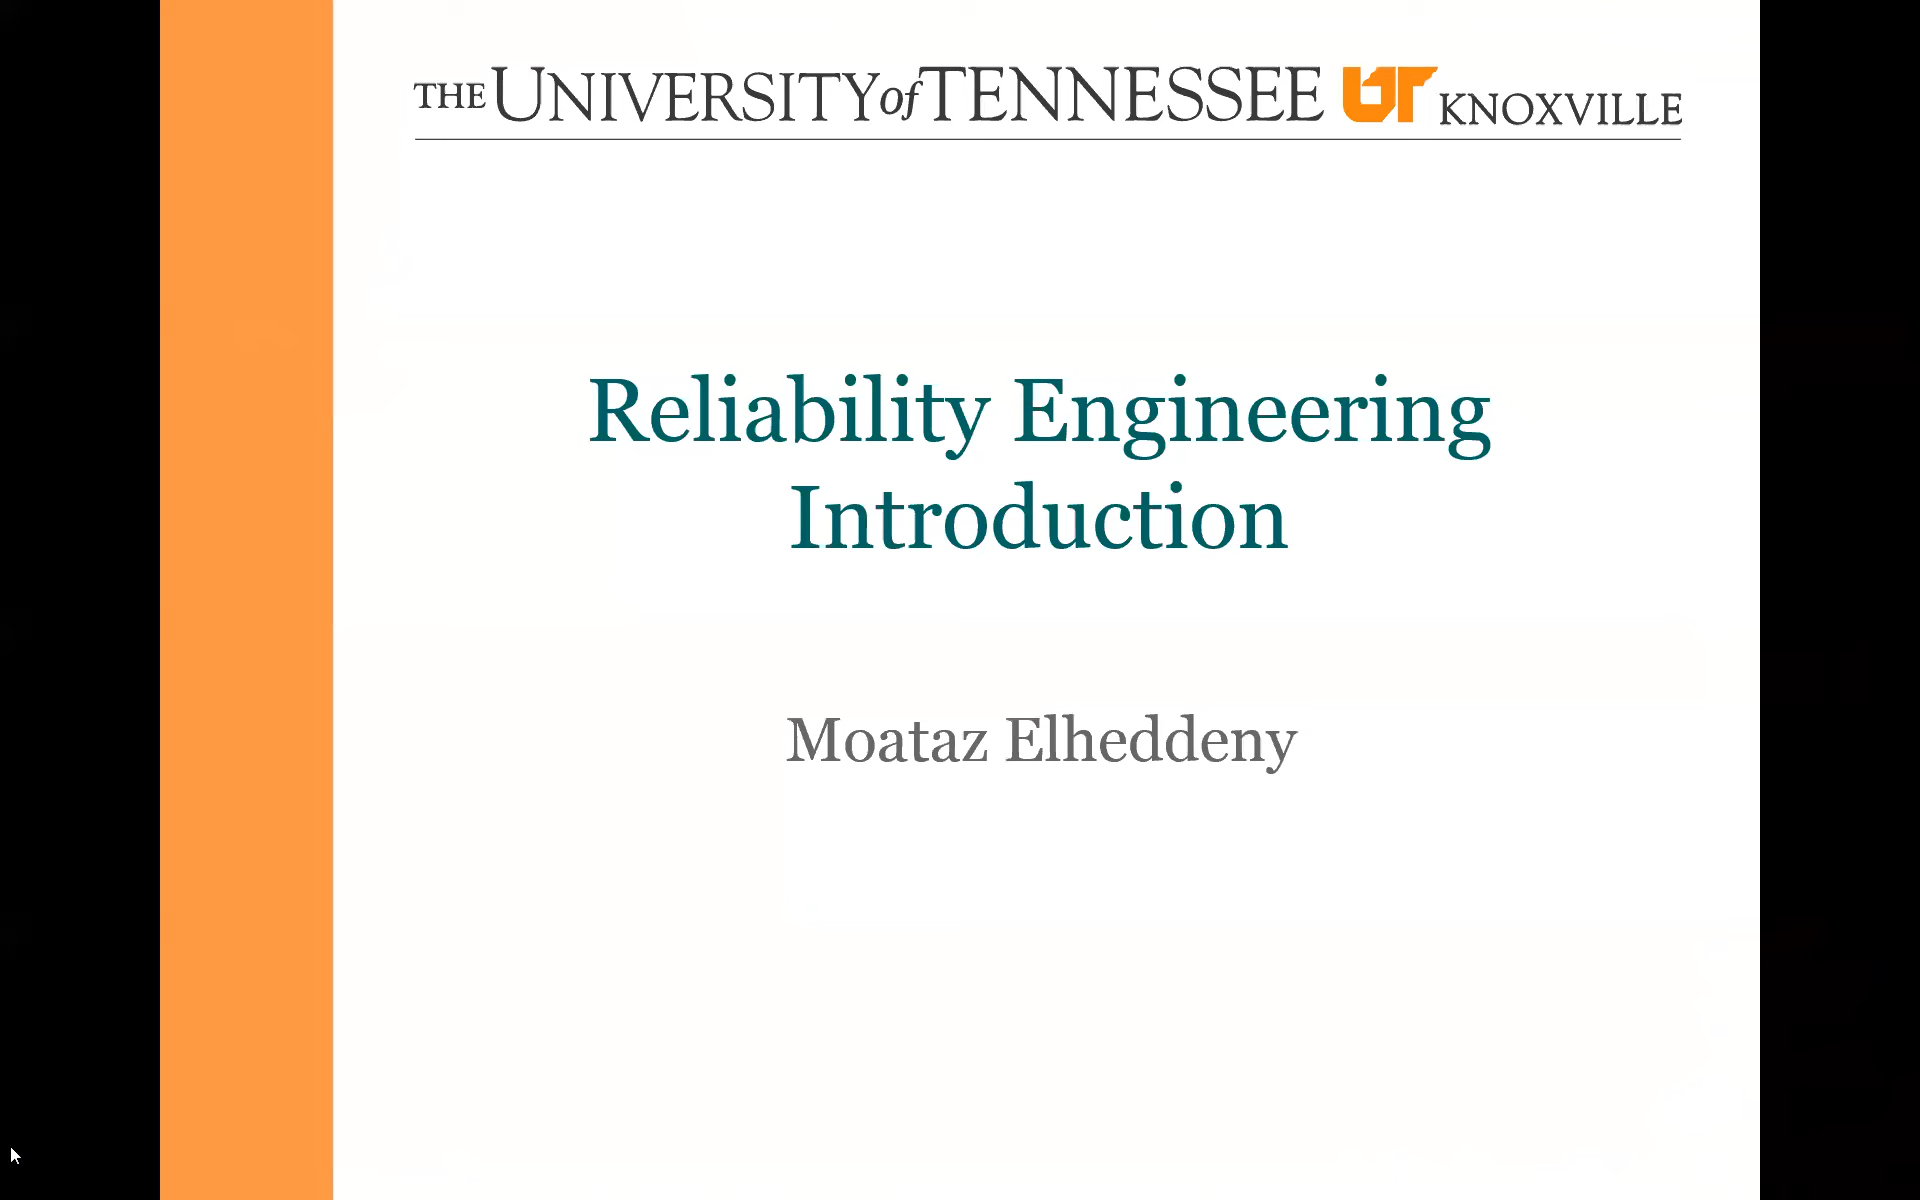 THE UNIVERSITY of TENNESSEE UT KNOXVILLE
Reliability Engineering
Introduction
Moataz Elheddeny